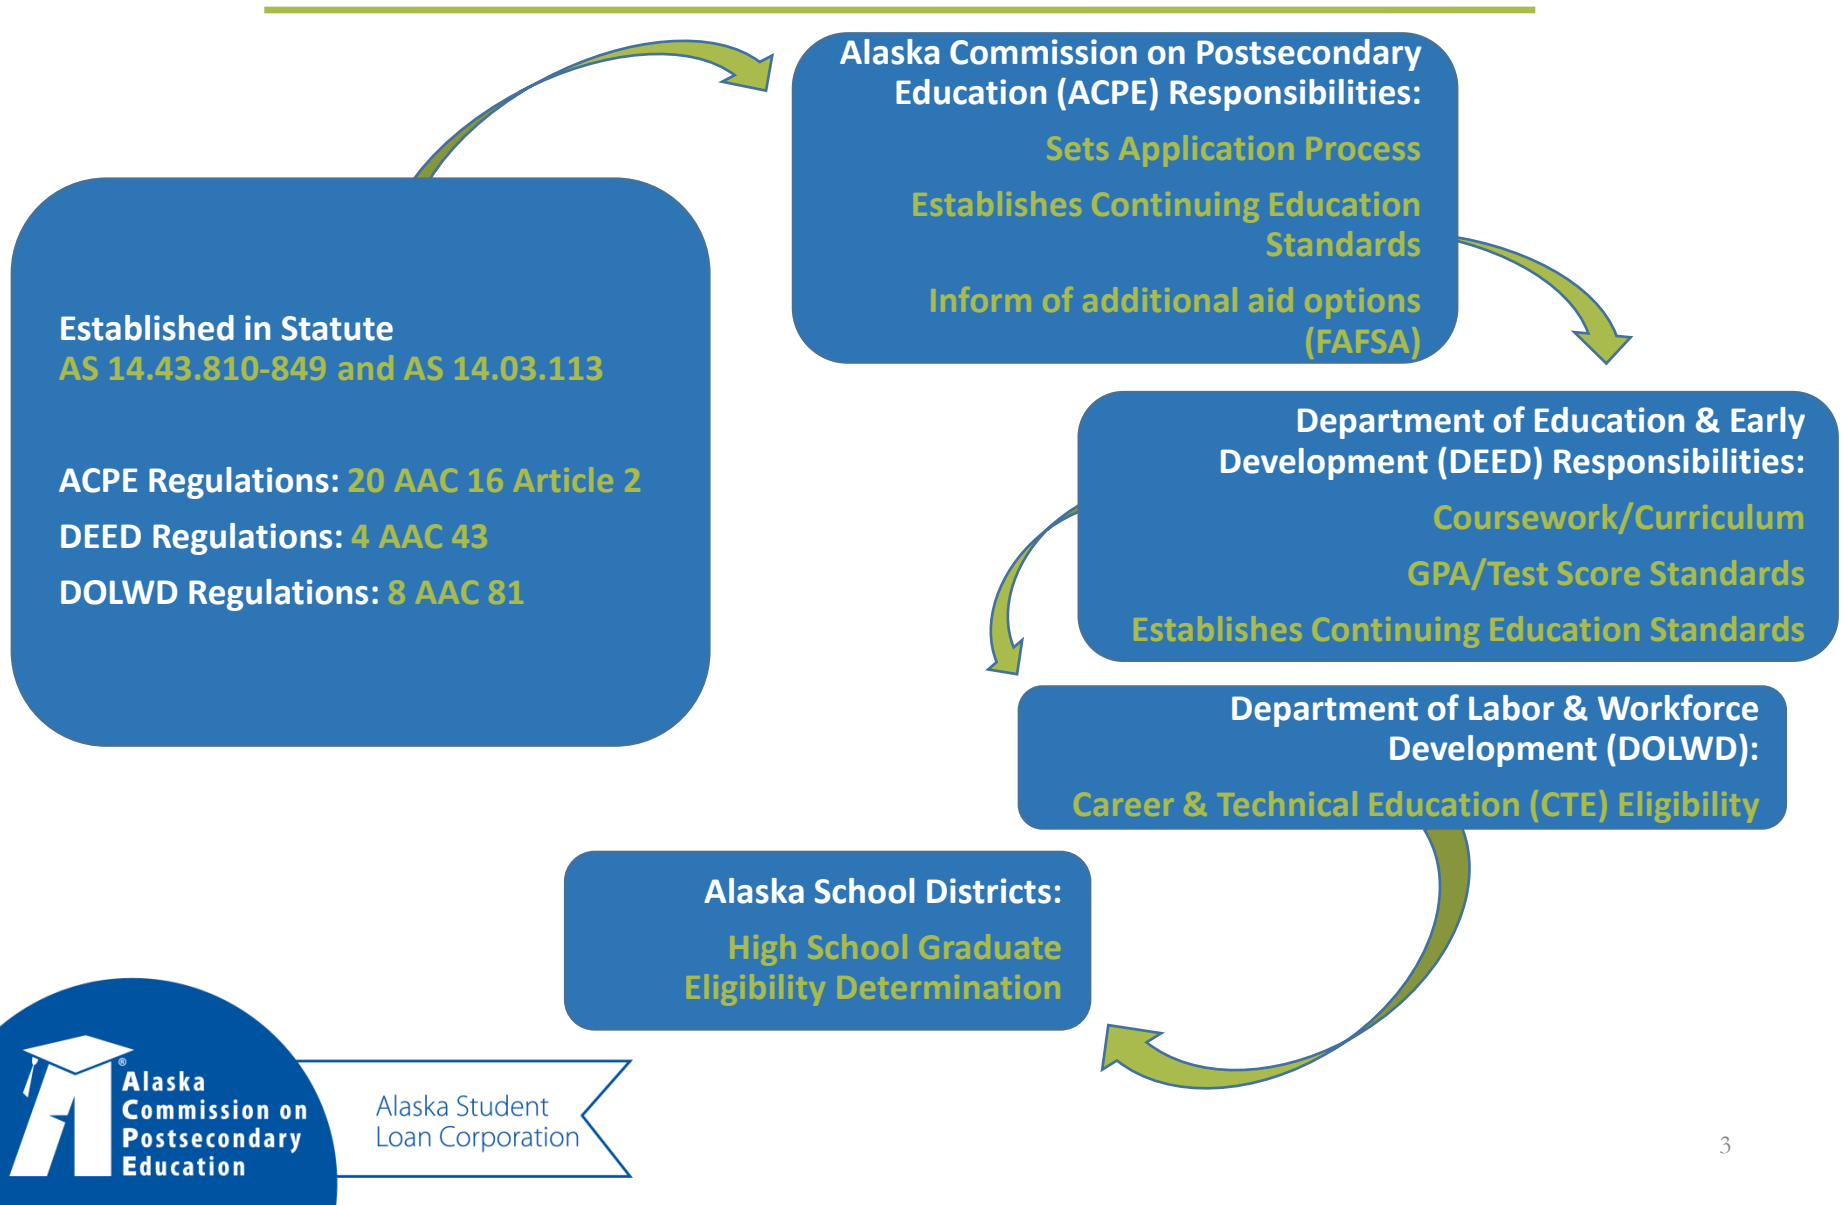 Established in Statute
AS 14.43.810-849 and AS 14.03.113
ACPE Regulations: 20 AAC 16 Article 2
DEED Regulations: 4 AAC 43
DOLWD Regulations: 8 AAC 81
Alaska Commission on Postsecondary
Education (ACPE) Responsibilities:
Sets Application Process
Establishes Continuing Education
Standards
Inform of additional aid options
(FAFSA)
Department of Education & Early
Development (DEED) Responsibilities:
Coursework/Curriculum
GPA/Test Score Standards
Establishes Continuing Education Standards
Department of Labor & Workforce
Development (DOLWD):
Career & Technical Education (CTE) Eligibility
Alaska School Districts:
High School Graduate
Eligibility Determination
®
Alaska
Commission on
Postsecondary
Education
Alaska Student
Loan Corporation
3